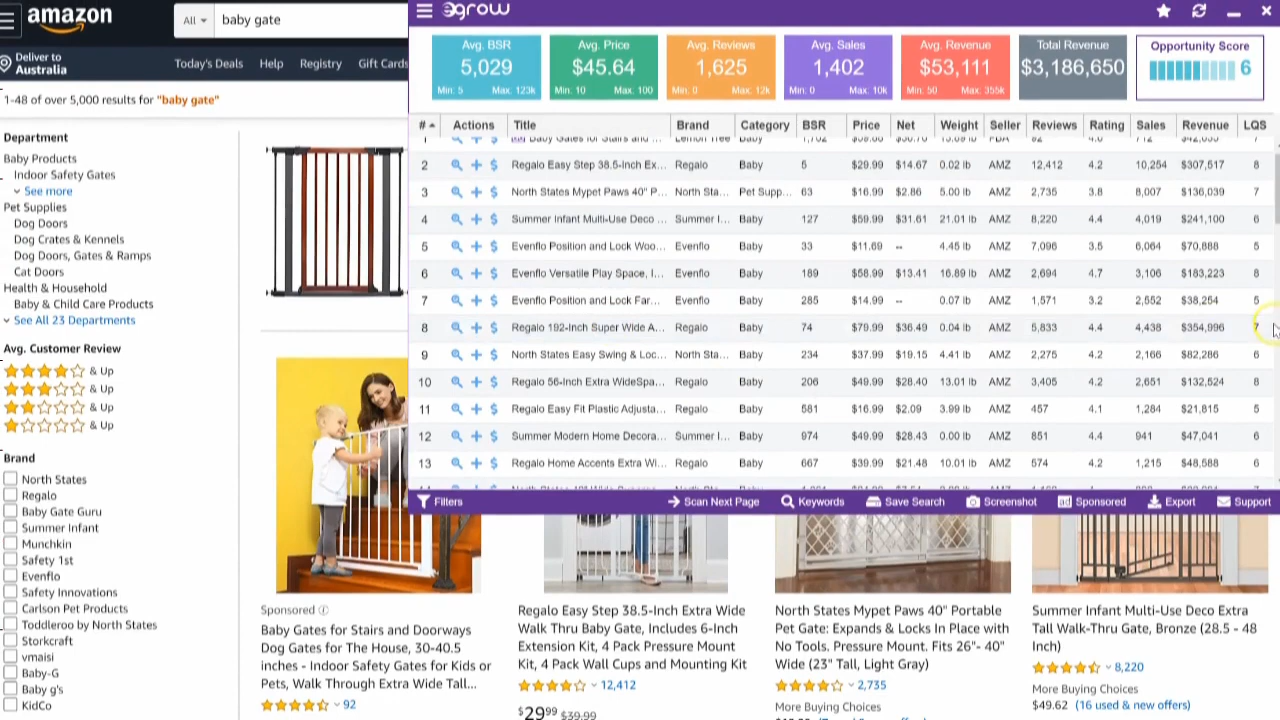 amazon
All
baby gate
Deliver to
Australia
Today's Deals
Help
Registry
Gift Cards
1-48 of over 5,000 results for "baby gate"
Department
Baby Products
Indoor Safety Gates
See more
Pet Supplies
Dog Doors
Dog Crates & Kennels
Dog Doors, Gates & Ramps
Cat Doors
Health & Household
Baby & Child Care Products
See All 23 Departments
Avg. Customer Review
& Up
& Up
& Up
& Up
Brand
North States
Regalo
Baby Gate Guru
Summer Infant
Munchkin
Safety 1st
Evenflo
Safety Innovations
Carlson Pet Products
Toddleroo by North States
Storkcraft
vmaisi
Baby-G
Baby g's
KidCo
grow
Avg. BSR
5,029
Min: 5 Max: 123k
Avg. Price
$45.64
Min: 10 Max: 100
Avg. Reviews
1,625
Min: 0 Max: 12k
Avg. Sales
1,402
Min: 0 Max: 10k
Avg. Revenue
$53,111
Min: 50 Max: 355k
Total Revenue
$3,186,650
Opportunity Score
6
# Actions Title Brand Category BSR Price Net Weight Seller Reviews Rating Sales Revenue LQS
2 $ Regalo Easy Step 38.5-Inch Ex... Regalo Baby 5 $29.99 $14.67 0.02 lb AMZ 12,412 4.2 10,254 $307,517 8
3 $ North States Mypet Paws 40" P... North Sta... Pet Supp... 63 $16.99 $2.86 5.00 lb AMZ 2,735 3.8 8,007 $136,039 7
4 $ Summer Infant Multi-Use Deco ... Summer I... Baby 127 $59.99 $31.61 21.01 lb AMZ 8,220 4.4 4,019 $241,100 6
5 $ Evenflo Position and Lock Woo... Evenflo Baby 33 $11.69 -- 4.45 lb AMZ 7,096 3.5 6,064 $70,888 5
6 $ Evenflo Versatile Play Space, I... Evenflo Baby 189 $58.99 $13.41 16.89 lb AMZ 2,694 4.7 3,106 $183,223 8
7 $ Evenflo Position and Lock Far... Evenflo Baby 285 $14.99 -- 0.07 lb AMZ 1,571 3.2 2,552 $38,254 5
8 $ Regalo 192-Inch Super Wide A... Regalo Baby 74 $79.99 $36.49 0.04 lb AMZ 5,833 4.4 4,438 $354,996 7
9 $ North States Easy Swing & Loc... North Sta... Baby 234 $37.99 $19.15 4.41 lb AMZ 2,275 4.2 2,166 $82,286 6
10 $ Regalo 56-Inch Extra WideSpa... Regalo Baby 206 $49.99 $28.40 13.01 lb AMZ 3,405 4.2 2,651 $132,524 8
11 $ Regalo Easy Fit Plastic Adjusta... Regalo Baby 581 $16.99 $2.09 3.99 lb AMZ 457 4.1 1,284 $21,815 5
12 $ Summer Modern Home Decora... Summer I... Baby 974 $49.99 $28.43 0.00 lb AMZ 851 4.4 941 $47,041 6
13 $ Regalo Home Accents Extra Wi... Regalo Baby 667 $39.99 $21.48 10.01 lb AMZ 574 4.2 1,215 $48,588 6
Filters
Scan Next Page
Keywords
Save Search
Screenshot
ad Sponsored
Export
Support
Sponsored
Baby Gates for Stairs and Doorways
Dog Gates for The House, 30-40.5
inches - Indoor Safety Gates for Kids or
Pets, Walk Through Extra Wide Tall...
92
Regalo Easy Step 38.5-Inch Extra Wide
Walk Thru Baby Gate, Includes 6-Inch
Extension Kit, 4 Pack Pressure Mount
Kit, 4 Pack Wall Cups and Mounting Kit
12,412
$29⁹⁹ $39.99
North States Mypet Paws 40" Portable
Pet Gate: Expands & Locks In Place with
No Tools. Pressure Mount. Fits 26"- 40"
Wide (23" Tall, Light Gray)
2,735
More Buying Choices
Summer Infant Multi-Use Deco Extra
Tall Walk-Thru Gate, Bronze (28.5 - 48
Inch)
8,220
More Buying Choices
$49.62 (16 used & new offers)